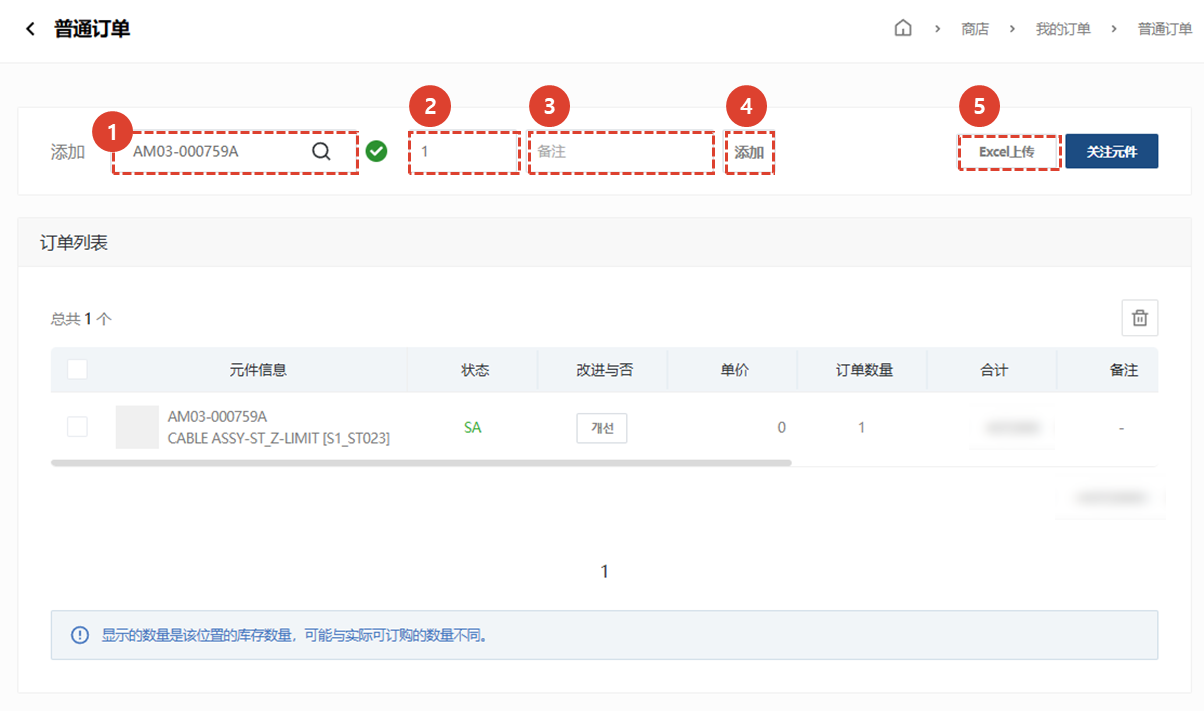 普通订单
商店 › 我的订单 › 普通订单
1 2 3 4 5
添加 AM03-000759A 1 备注 添加 Excel上传 关注元件
订单列表
总共 1 个
元件信息 状态 改进与否 单价 订单数量 合计 备注
AM03-000759A
CABLE ASSY-ST_Z-LIMIT [S1_ST023]
SA 개선 0 1 -
1
显示的数量是该位置的库存数量，可能与实际可订购的数量不同。